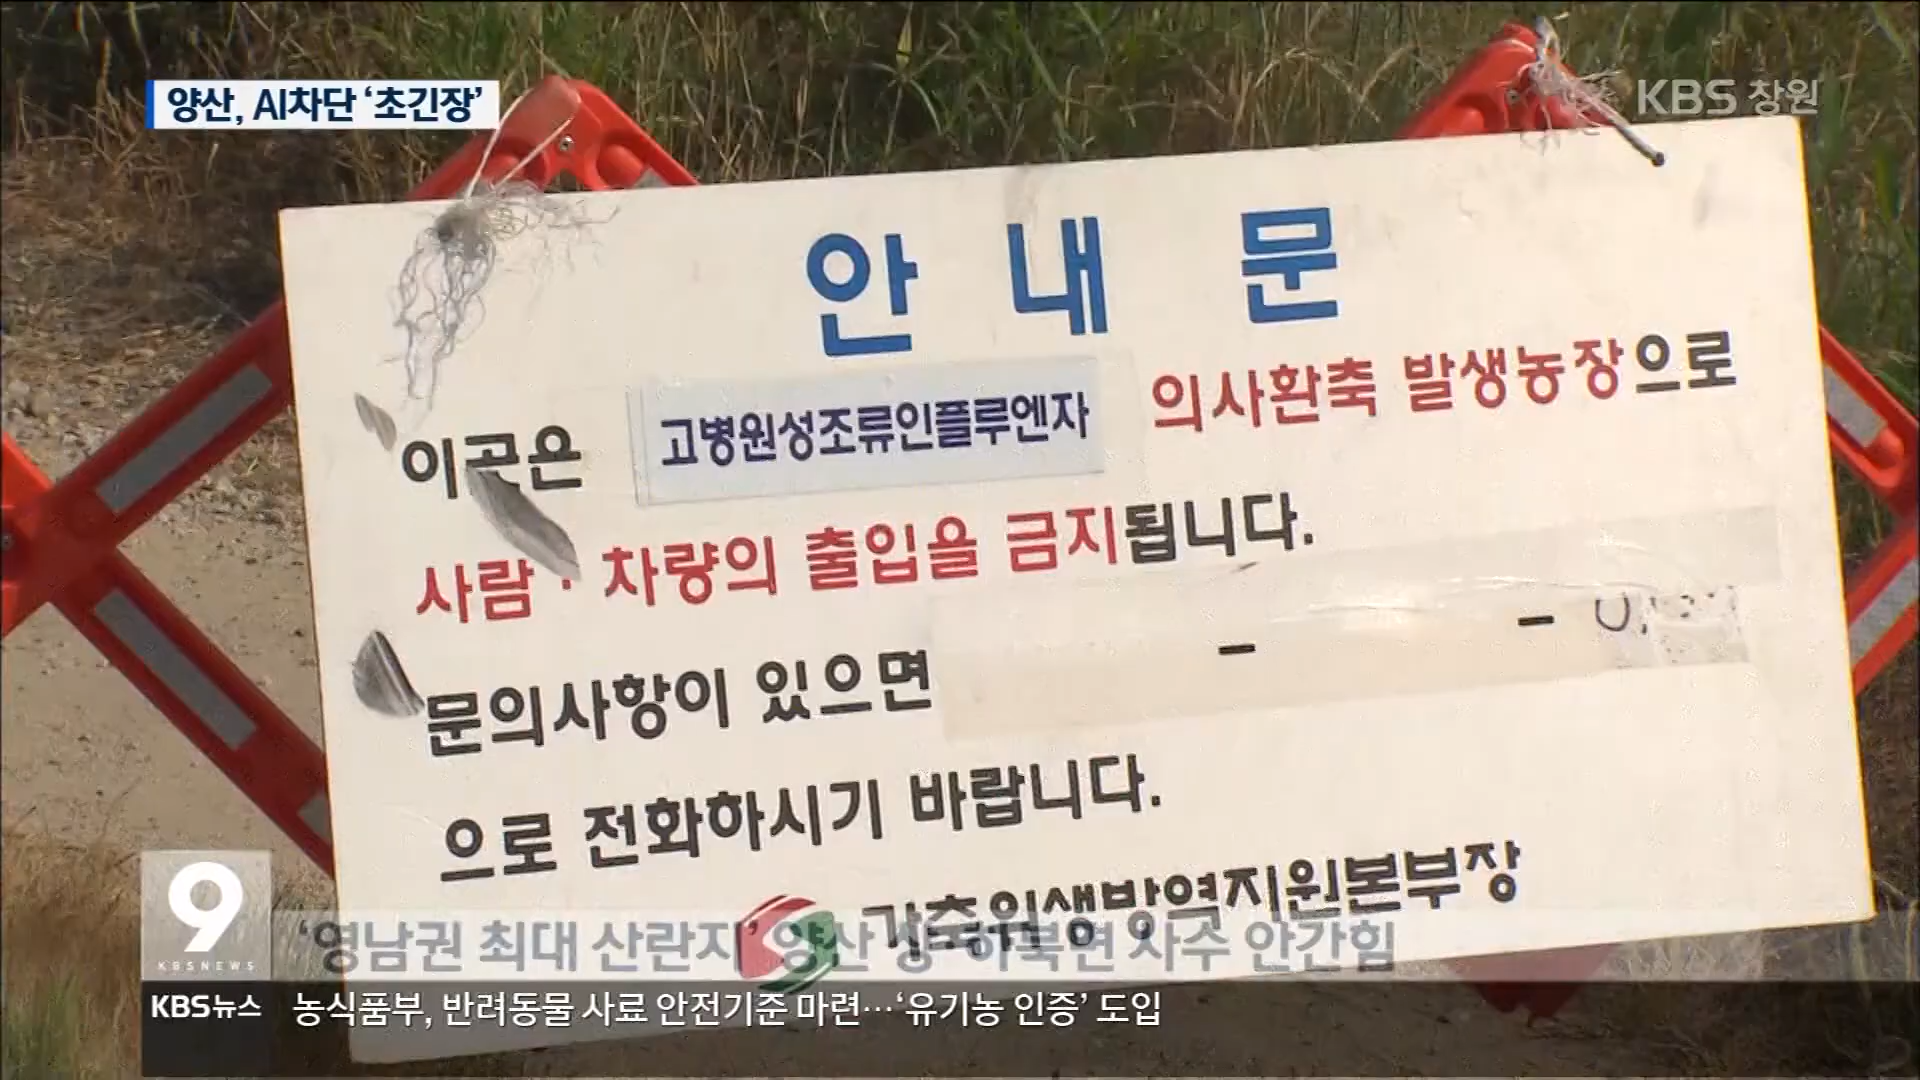 양산, AI차단 ‘초긴장’
KBS 창원
안내문
이곳은 고병원성조류인플루엔자 의사환축 발생농장으로
사람·차량의 출입을 금지됩니다.
문의사항이 있으면 - -
으로 전화하시기 바랍니다.
가축위생방역지원본부장
9
KBS NEWS
‘영남권 최대 산란지’ 양산 상·하북면 사수 안간힘
KBS뉴스 농식품부, 반려동물 사료 안전기준 마련…‘유기농 인증’ 도입